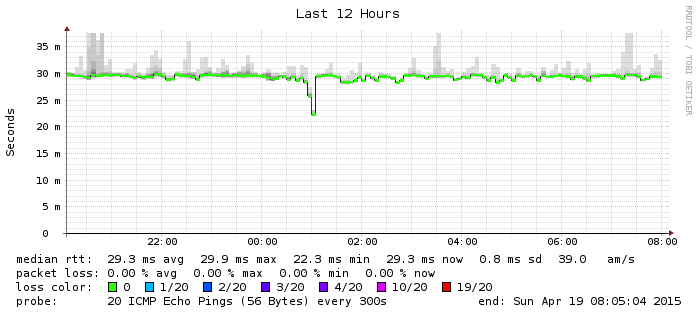 Last 12 Hours
RRDTOOL / TOBI OETIKER
Seconds
35 m
30 m
25 m
20 m
15 m
10 m
5 m
0
22:00 00:00 02:00 04:00 06:00 08:00
median rtt: 29.3 ms avg 29.9 ms max 22.3 ms min 29.3 ms now 0.8 ms sd 39.0 am/s
packet loss: 0.00 % avg 0.00 % max 0.00 % min 0.00 % now
loss color: 0 1/20 2/20 3/20 4/20 10/20 19/20
probe: 20 ICMP Echo Pings (56 Bytes) every 300s end: Sun Apr 19 08:05:04 2015